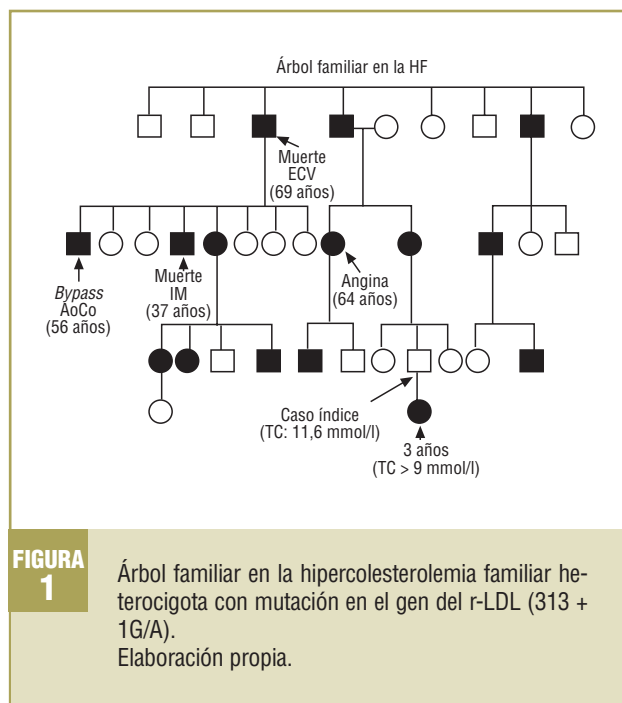 Árbol familiar en la HF
Muerte
ECV
(69 años)
Bypass
AoCo
(56 años)
Muerte
IM
(37 años)
Angina
(64 años)
Caso índice
(TC: 11,6 mmol/l)
3 años
(TC > 9 mmol/l)
FIGURA
1
Árbol familiar en la hipercolesterolemia familiar he-
terocigota con mutación en el gen del r-LDL (313 +
1G/A).
Elaboración propia.